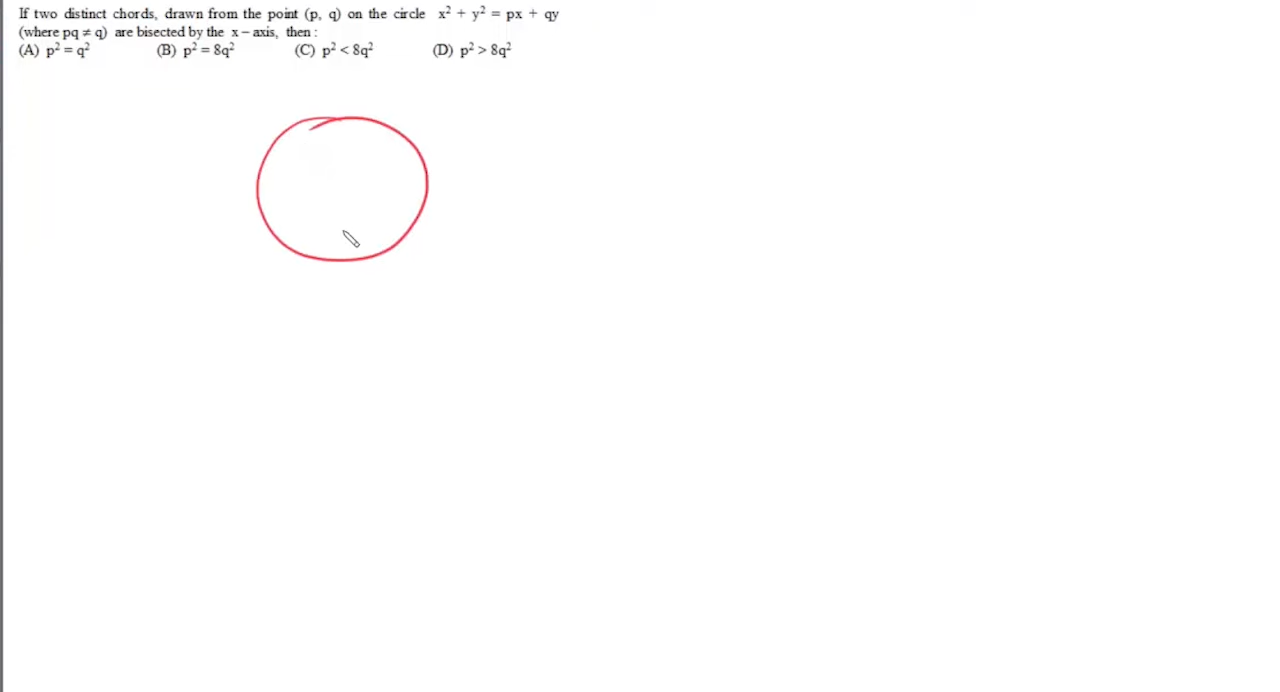 If two distinct chords, drawn from the point (p, q) on the circle x² + y² = px + qy
(where pq ≠ q) are bisected by the x – axis, then :
(A) p² = q² (B) p² = 8q² (C) p² < 8q² (D) p² > 8q²